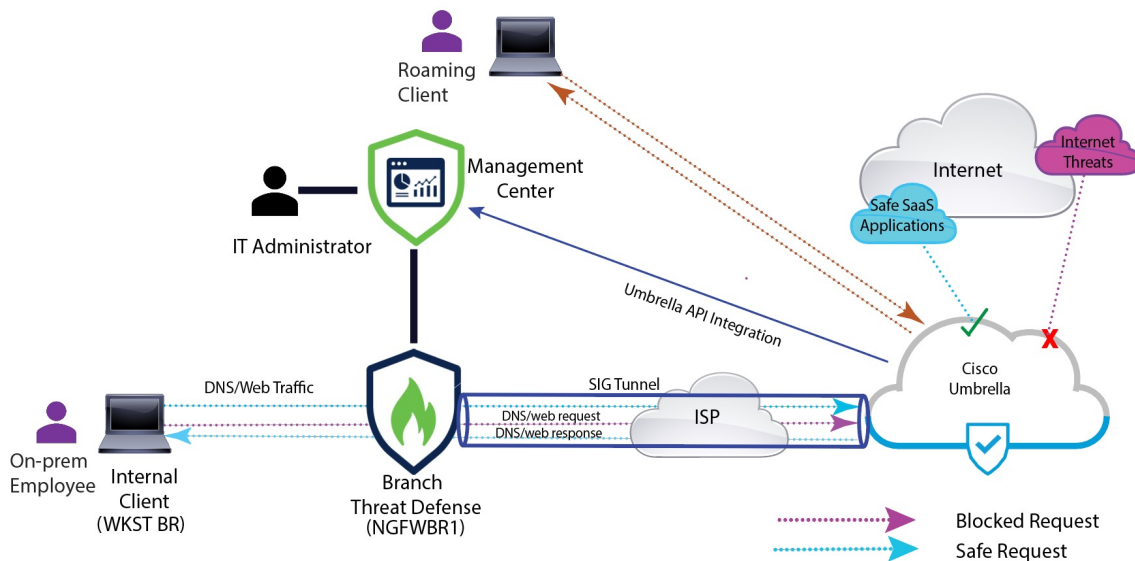 Roaming
Client
Management
Center
IT Administrator
Internet
Internet
Threats
Safe SaaS
Applications
Umbrella API Integration
Cisco
Umbrella
DNS/Web Traffic
SIG Tunnel
DNS/web request
DNS/web response
ISP
On-prem
Employee
Internal
Client
(WKST BR)
Branch
Threat Defense
(NGFWBR1)
Blocked Request
Safe Request